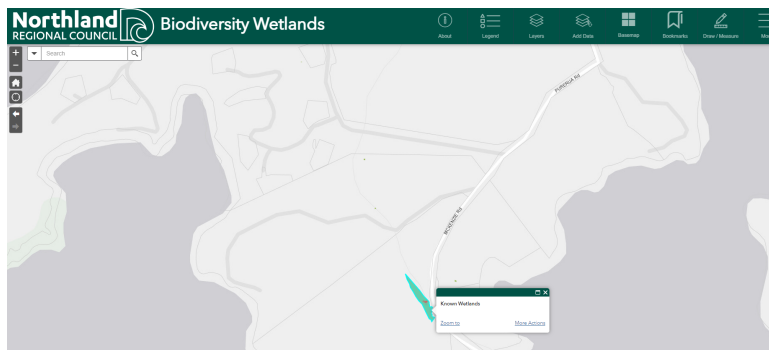 Northland
REGIONAL COUNCIL
Biodiversity Wetlands
About
Legend
Layers
Add Data
Basemap
Bookmarks
Draw / Measure
Search
PURERUA RD
MCKENZIE RD
Known Wetlands
Zoom to
More Actions